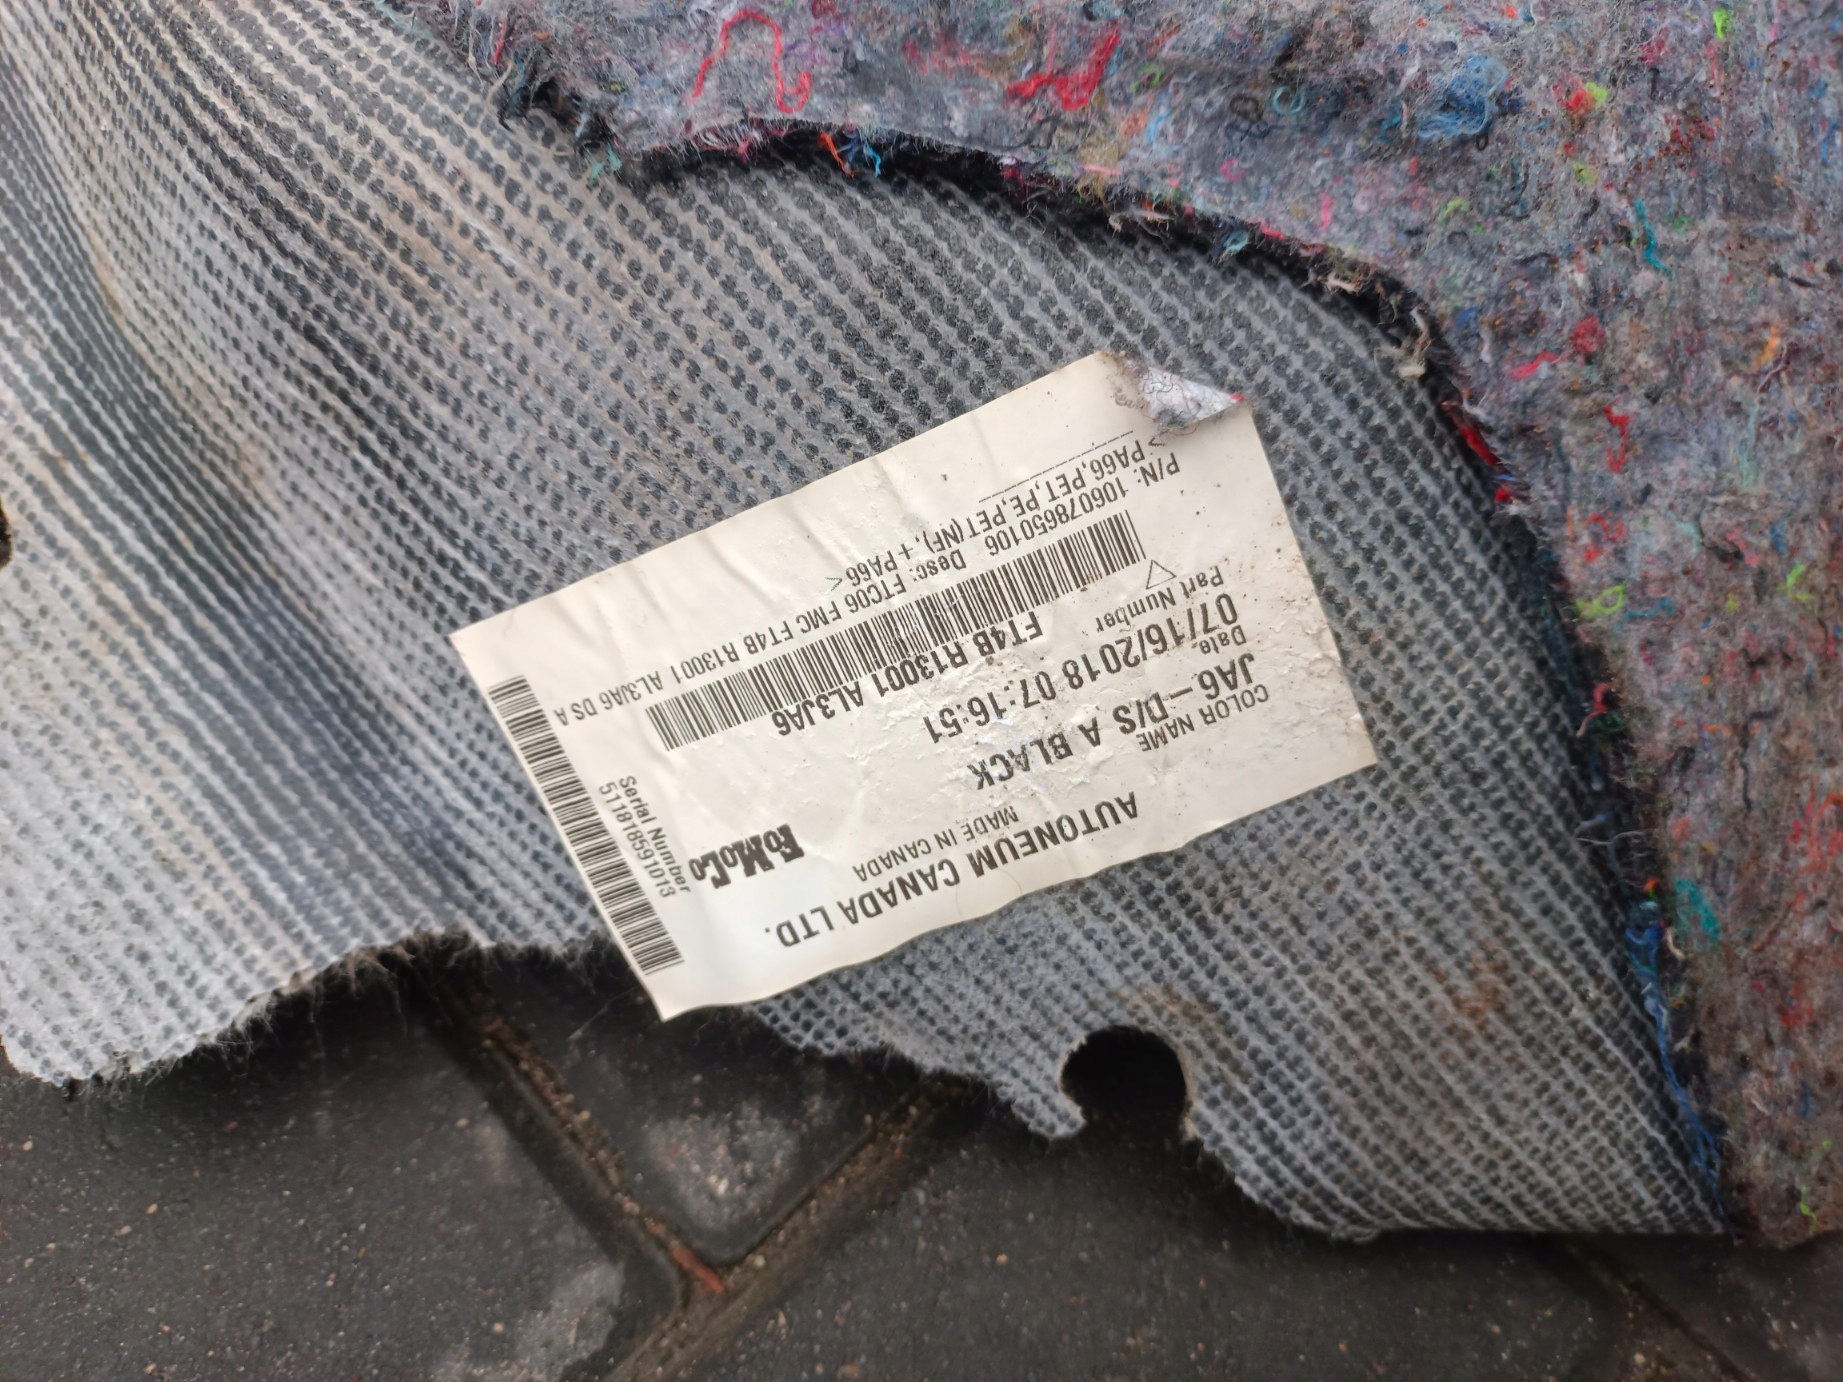 AUTONEUM CANADA LTD.
MADE IN CANADA
FoMoCo
COLOR NAME
JA6-D/S A BLACK
Date
07/16/2018 07:16:51
Part Number
FT4B R13001 AL3JA6
P/N: 106078650106 Desc: FTC06 FMC FT4B R13001 AL3JA6 DS A
>PA66,PET,PE,PET(NF), + PA66<
Serial Number
511818591013